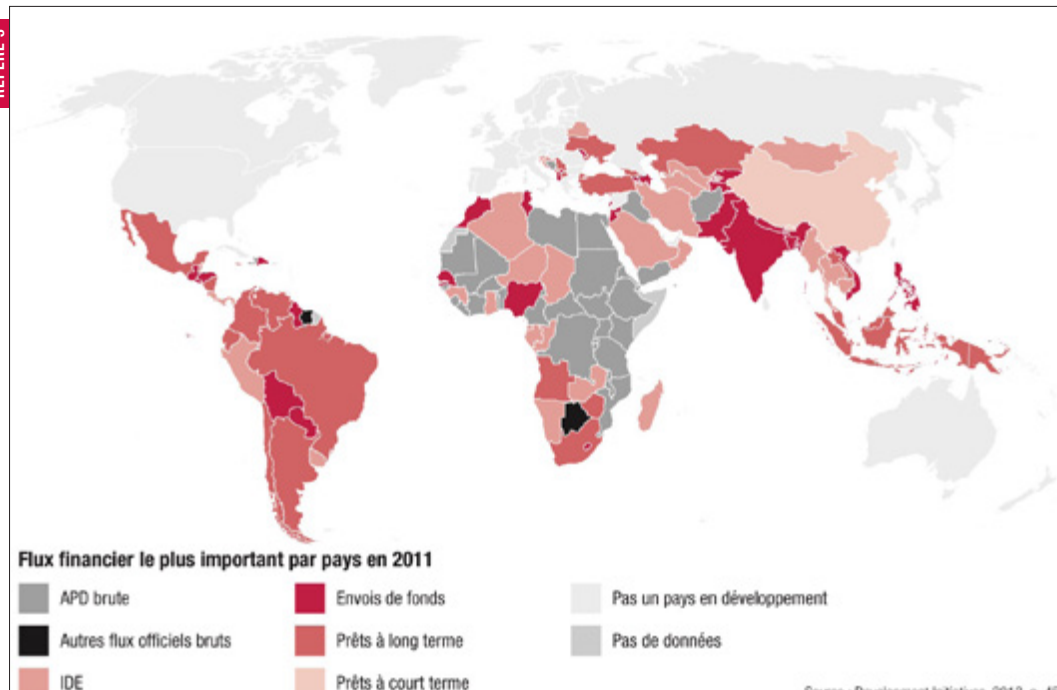 Flux financier le plus important par pays en 2011
APD brute
Envois de fonds
Pas un pays en développement
Autres flux officiels bruts
Prêts à long terme
Pas de données
IDE
Prêts à court terme